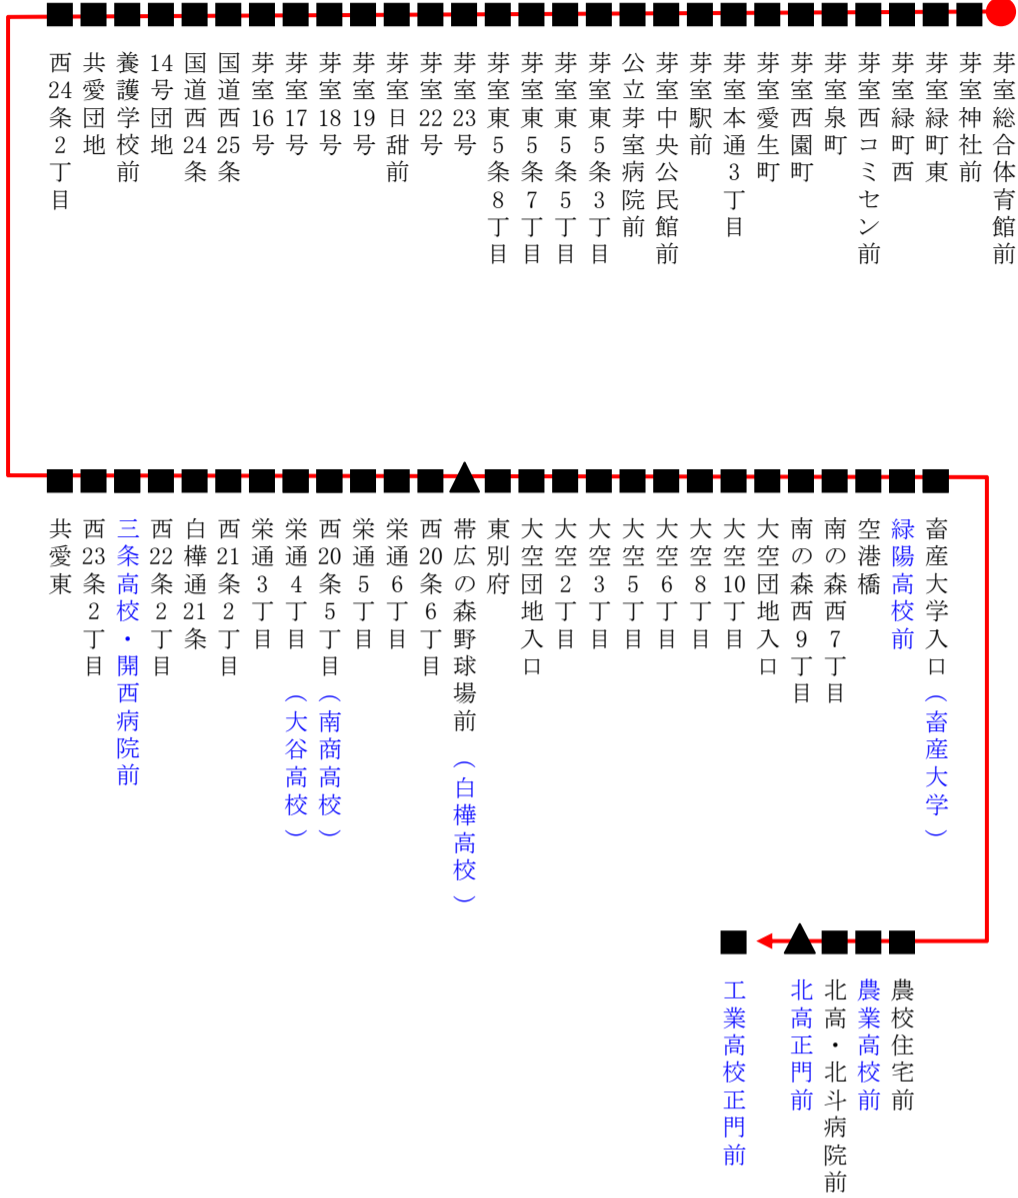 芽室総合体育館前
芽室神社前
芽室緑町東
芽室緑町西
芽室西コミセン前
芽室泉町
芽室西園町
芽室愛生町
芽室本通3丁目
芽室駅前
芽室中央公民館前
公立芽室病院前
芽室東5条3丁目
芽室東5条5丁目
芽室東5条7丁目
芽室東5条8丁目
芽室23号
芽室22号
芽室日甜前
芽室19号
芽室18号
芽室17号
芽室16号
国道西25条
国道西24条
14号団地
養護学校前
共愛団地
西24条2丁目
畜産大学入口(畜産大学)
緑陽高校前
空港橋
南の森西7丁目
南の森西9丁目
大空団地入口
大空10丁目
大空8丁目
大空6丁目
大空5丁目
大空3丁目
大空2丁目
大空団地入口
東別府
帯広の森野球場前(白樺高校)
西20条6丁目
栄通6丁目
栄通5丁目
西20条5丁目(南商高校)
栄通4丁目(大谷高校)
栄通3丁目
西21条2丁目
白樺通21条
西22条2丁目
三条高校・開西病院前
西23条2丁目
共愛東
農校住宅前
農業高校前
北高・北斗病院前
北高正門前
工業高校正門前